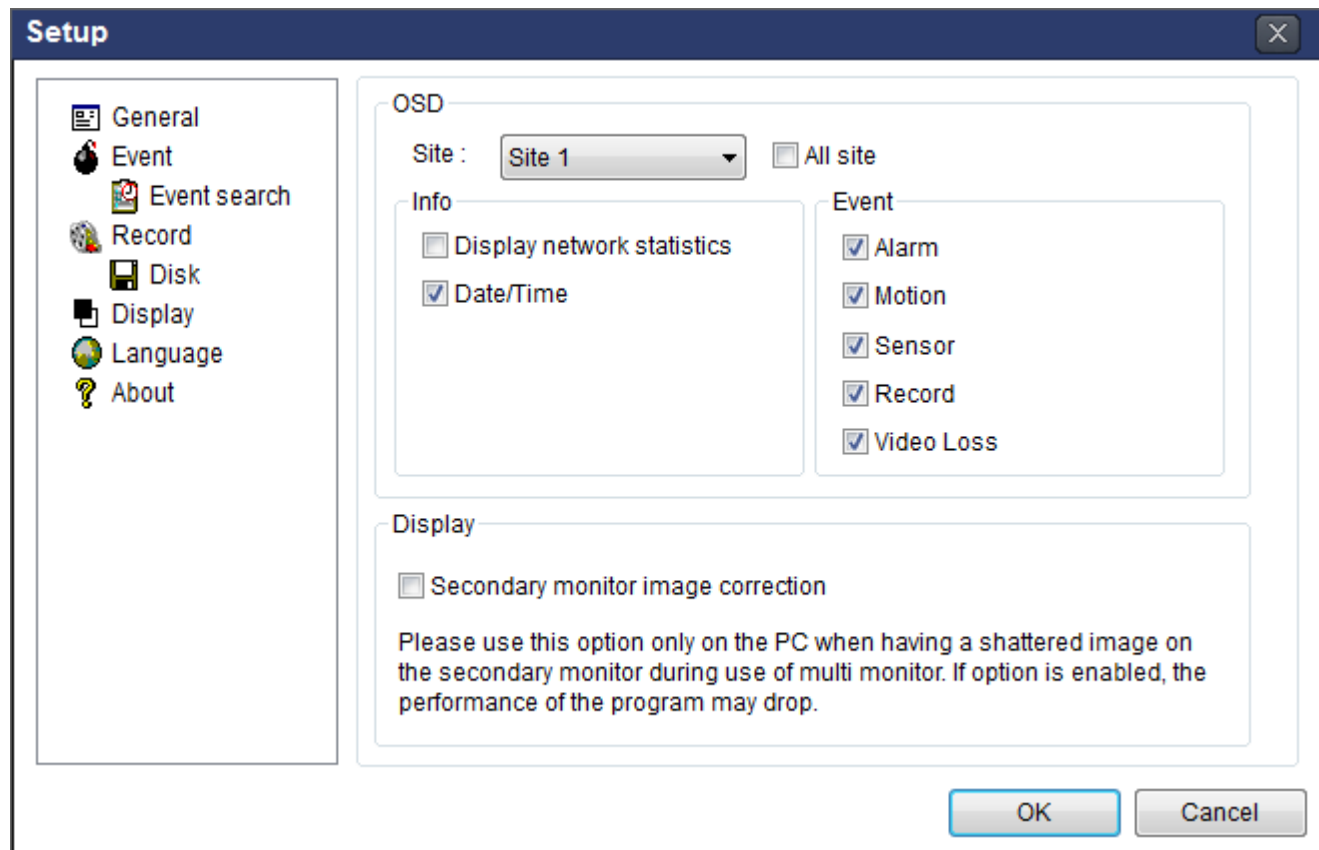 Setup
General
Event
Event search
Record
Disk
Display
Language
About
OSD
Site :
Site 1
All site
Info
Display network statistics
Date/Time
Event
Alarm
Motion
Sensor
Record
Video Loss
Display
Secondary monitor image correction
Please use this option only on the PC when having a shattered image on
the secondary monitor during use of multi monitor. If option is enabled, the
performance of the program may drop.
OK
Cancel